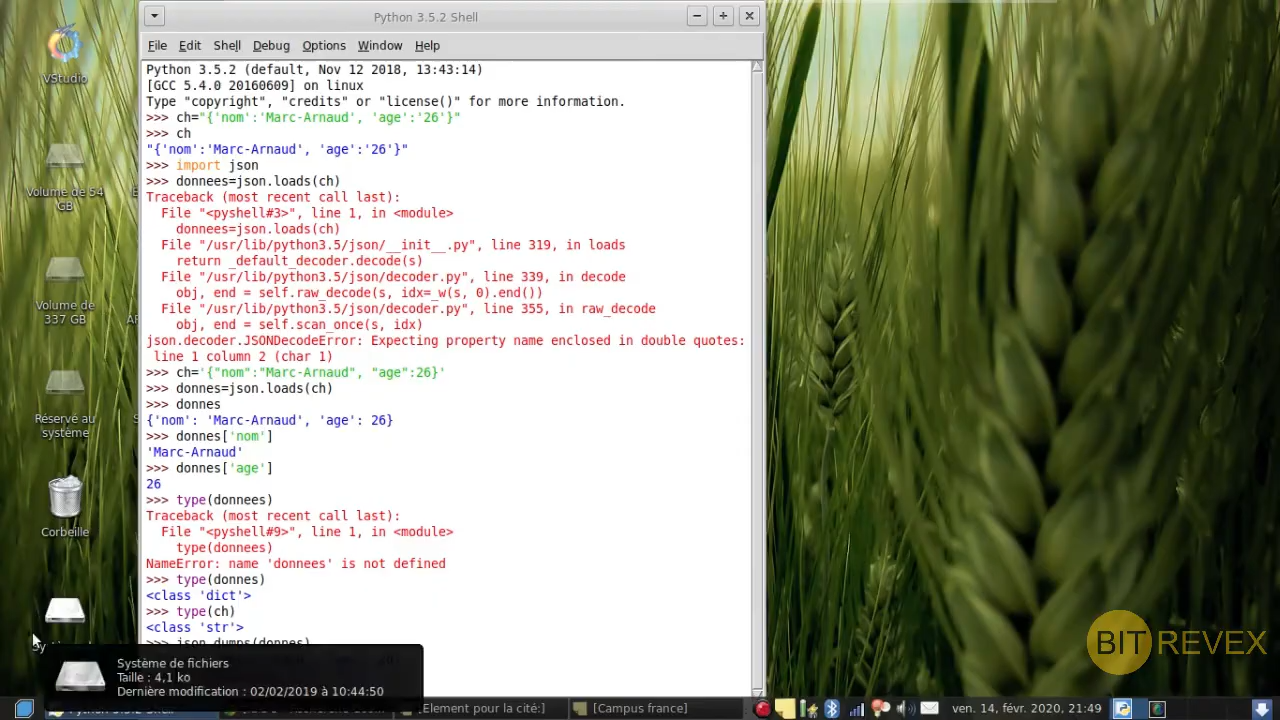 Python 3.5.2 Shell
File Edit Shell Debug Options Window Help
Python 3.5.2 (default, Nov 12 2018, 13:43:14)
[GCC 5.4.0 20160609] on linux
Type "copyright", "credits" or "license()" for more information.
>>> ch="{'nom':'Marc-Arnaud', 'age':'26'}"
>>> ch
"{'nom':'Marc-Arnaud', 'age':'26'}"
>>> import json
>>> donnees=json.loads(ch)
Traceback (most recent call last):
  File "<pyshell#3>", line 1, in <module>
    donnees=json.loads(ch)
  File "/usr/lib/python3.5/json/__init__.py", line 319, in loads
    return _default_decoder.decode(s)
  File "/usr/lib/python3.5/json/decoder.py", line 339, in decode
    obj, end = self.raw_decode(s, idx=_w(s, 0).end())
  File "/usr/lib/python3.5/json/decoder.py", line 355, in raw_decode
    obj, end = self.scan_once(s, idx)
json.decoder.JSONDecodeError: Expecting property name enclosed in double quotes:
 line 1 column 2 (char 1)
>>> ch='{"nom":"Marc-Arnaud", "age":26}'
>>> donnes=json.loads(ch)
>>> donnes
{'nom': 'Marc-Arnaud', 'age': 26}
>>> donnes['nom']
'Marc-Arnaud'
>>> donnes['age']
26
>>> type(donnees)
Traceback (most recent call last):
  File "<pyshell#9>", line 1, in <module>
    type(donnees)
NameError: name 'donnees' is not defined
>>> type(donnes)
<class 'dict'>
>>> type(ch)
<class 'str'>
>>> json.dumps(donnes)
VStudio
Volume de 54
GB
Volume de
337 GB
Réservé au
système
Corbeille
Système de fichiers
Taille : 4,1 ko
Dernière modification : 02/02/2019 à 10:44:50
BITREVEX
[Element pour la cité:]
[Campus france]
ven. 14, févr. 2020, 21:49